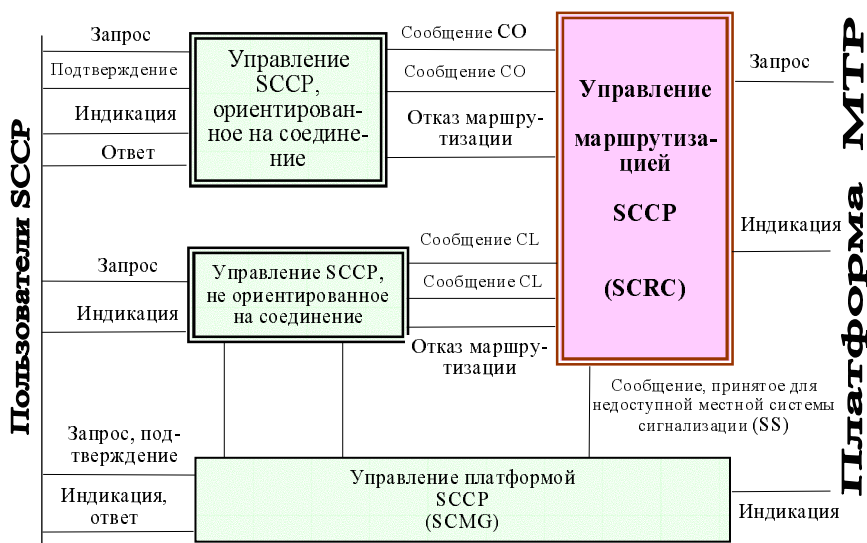 Пользователи SCCP
Запрос
Подтверждение
Индикация
Ответ
Управление
SCCP,
ориентирован-
ное на соедине-
ние
Сообщение CO
Сообщение CO
Отказ маршру-
тизации
Управление
маршрутиза-
цией
SCCP
(SCRC)
Запрос
Индикация
Платформа MTP
Запрос
Индикация
Управление SCCP,
не ориентированное
на соединение
Сообщение CL
Сообщение CL
Отказ маршру-
тизации
Сообщение, принятое для
недоступной местной системы
сигнализации (SS)
Запрос, под-
тверждение
Индикация,
ответ
Управление платформой
SCCP
(SCMG)
Индикация